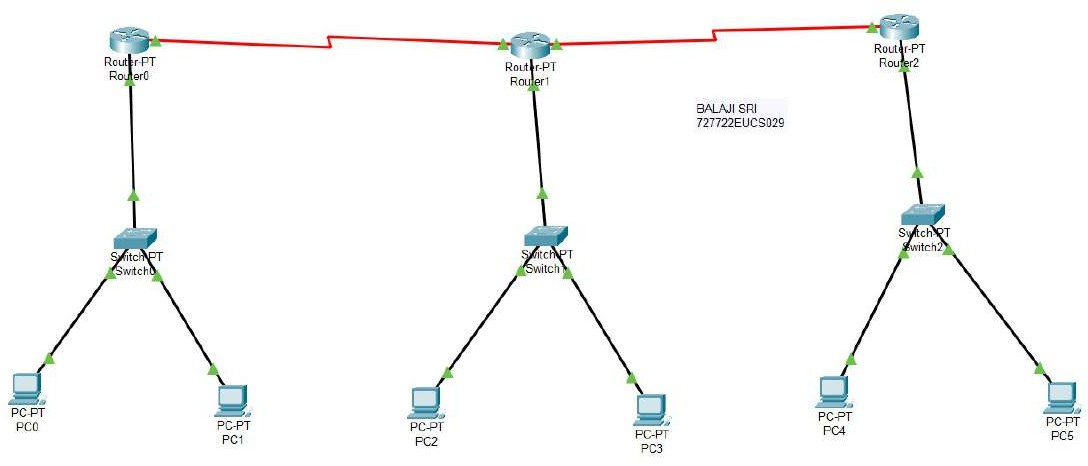 Router-PT
Router0
Router-PT
Router1
Router-PT
Router2
BALAJI SRI
727722EUCS029
Switch-PT
Switch0
Switch-PT
Switch1
Switch-PT
Switch2
PC-PT
PC0
PC-PT
PC1
PC-PT
PC2
PC-PT
PC3
PC-PT
PC4
PC-PT
PC5